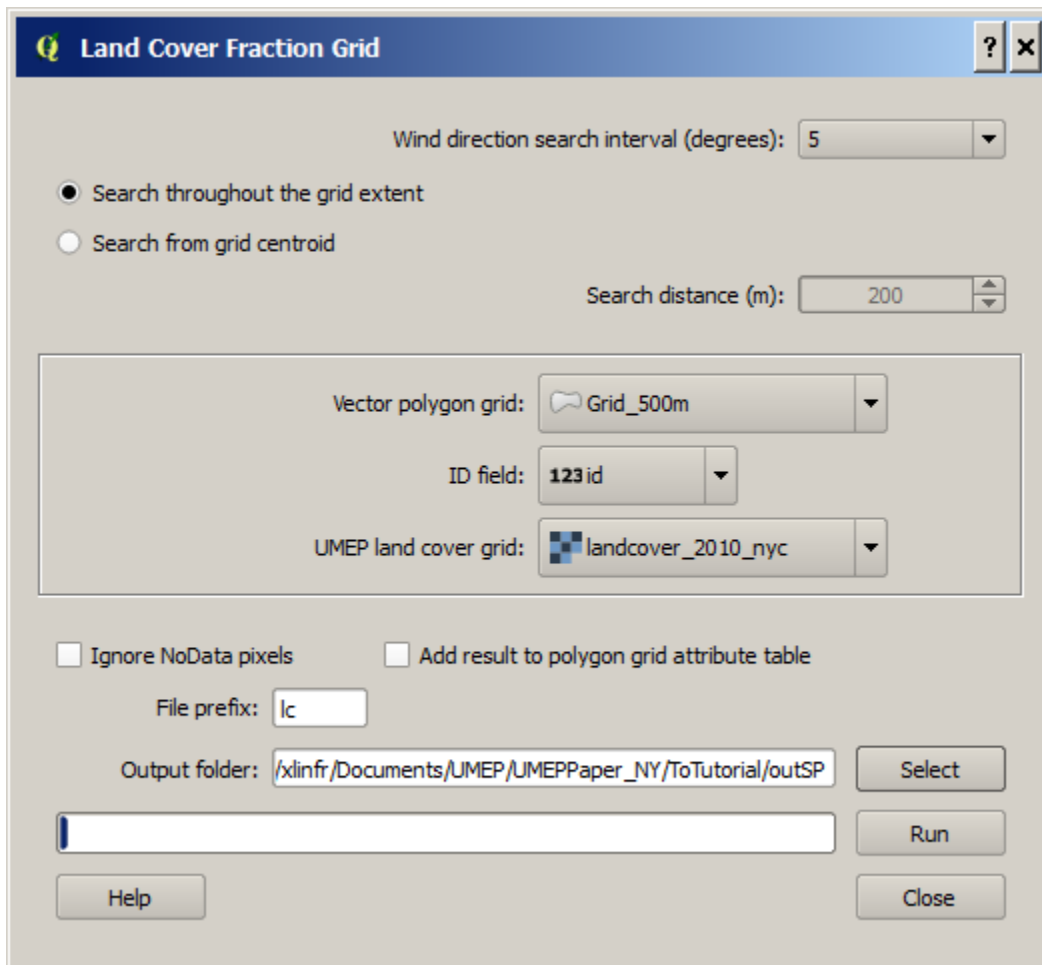 Land Cover Fraction Grid
Wind direction search interval (degrees): 5
Search throughout the grid extent
Search from grid centroid
Search distance (m): 200
Vector polygon grid: Grid_500m
ID field: 123 id
UMEP land cover grid: landcover_2010_nyc
Ignore NoData pixels Add result to polygon grid attribute table
File prefix: lc
Output folder: /xlinfr/Documents/UMEP/UMEPPaper_NY/ToTutorial/outSP Select
Run
Help Close